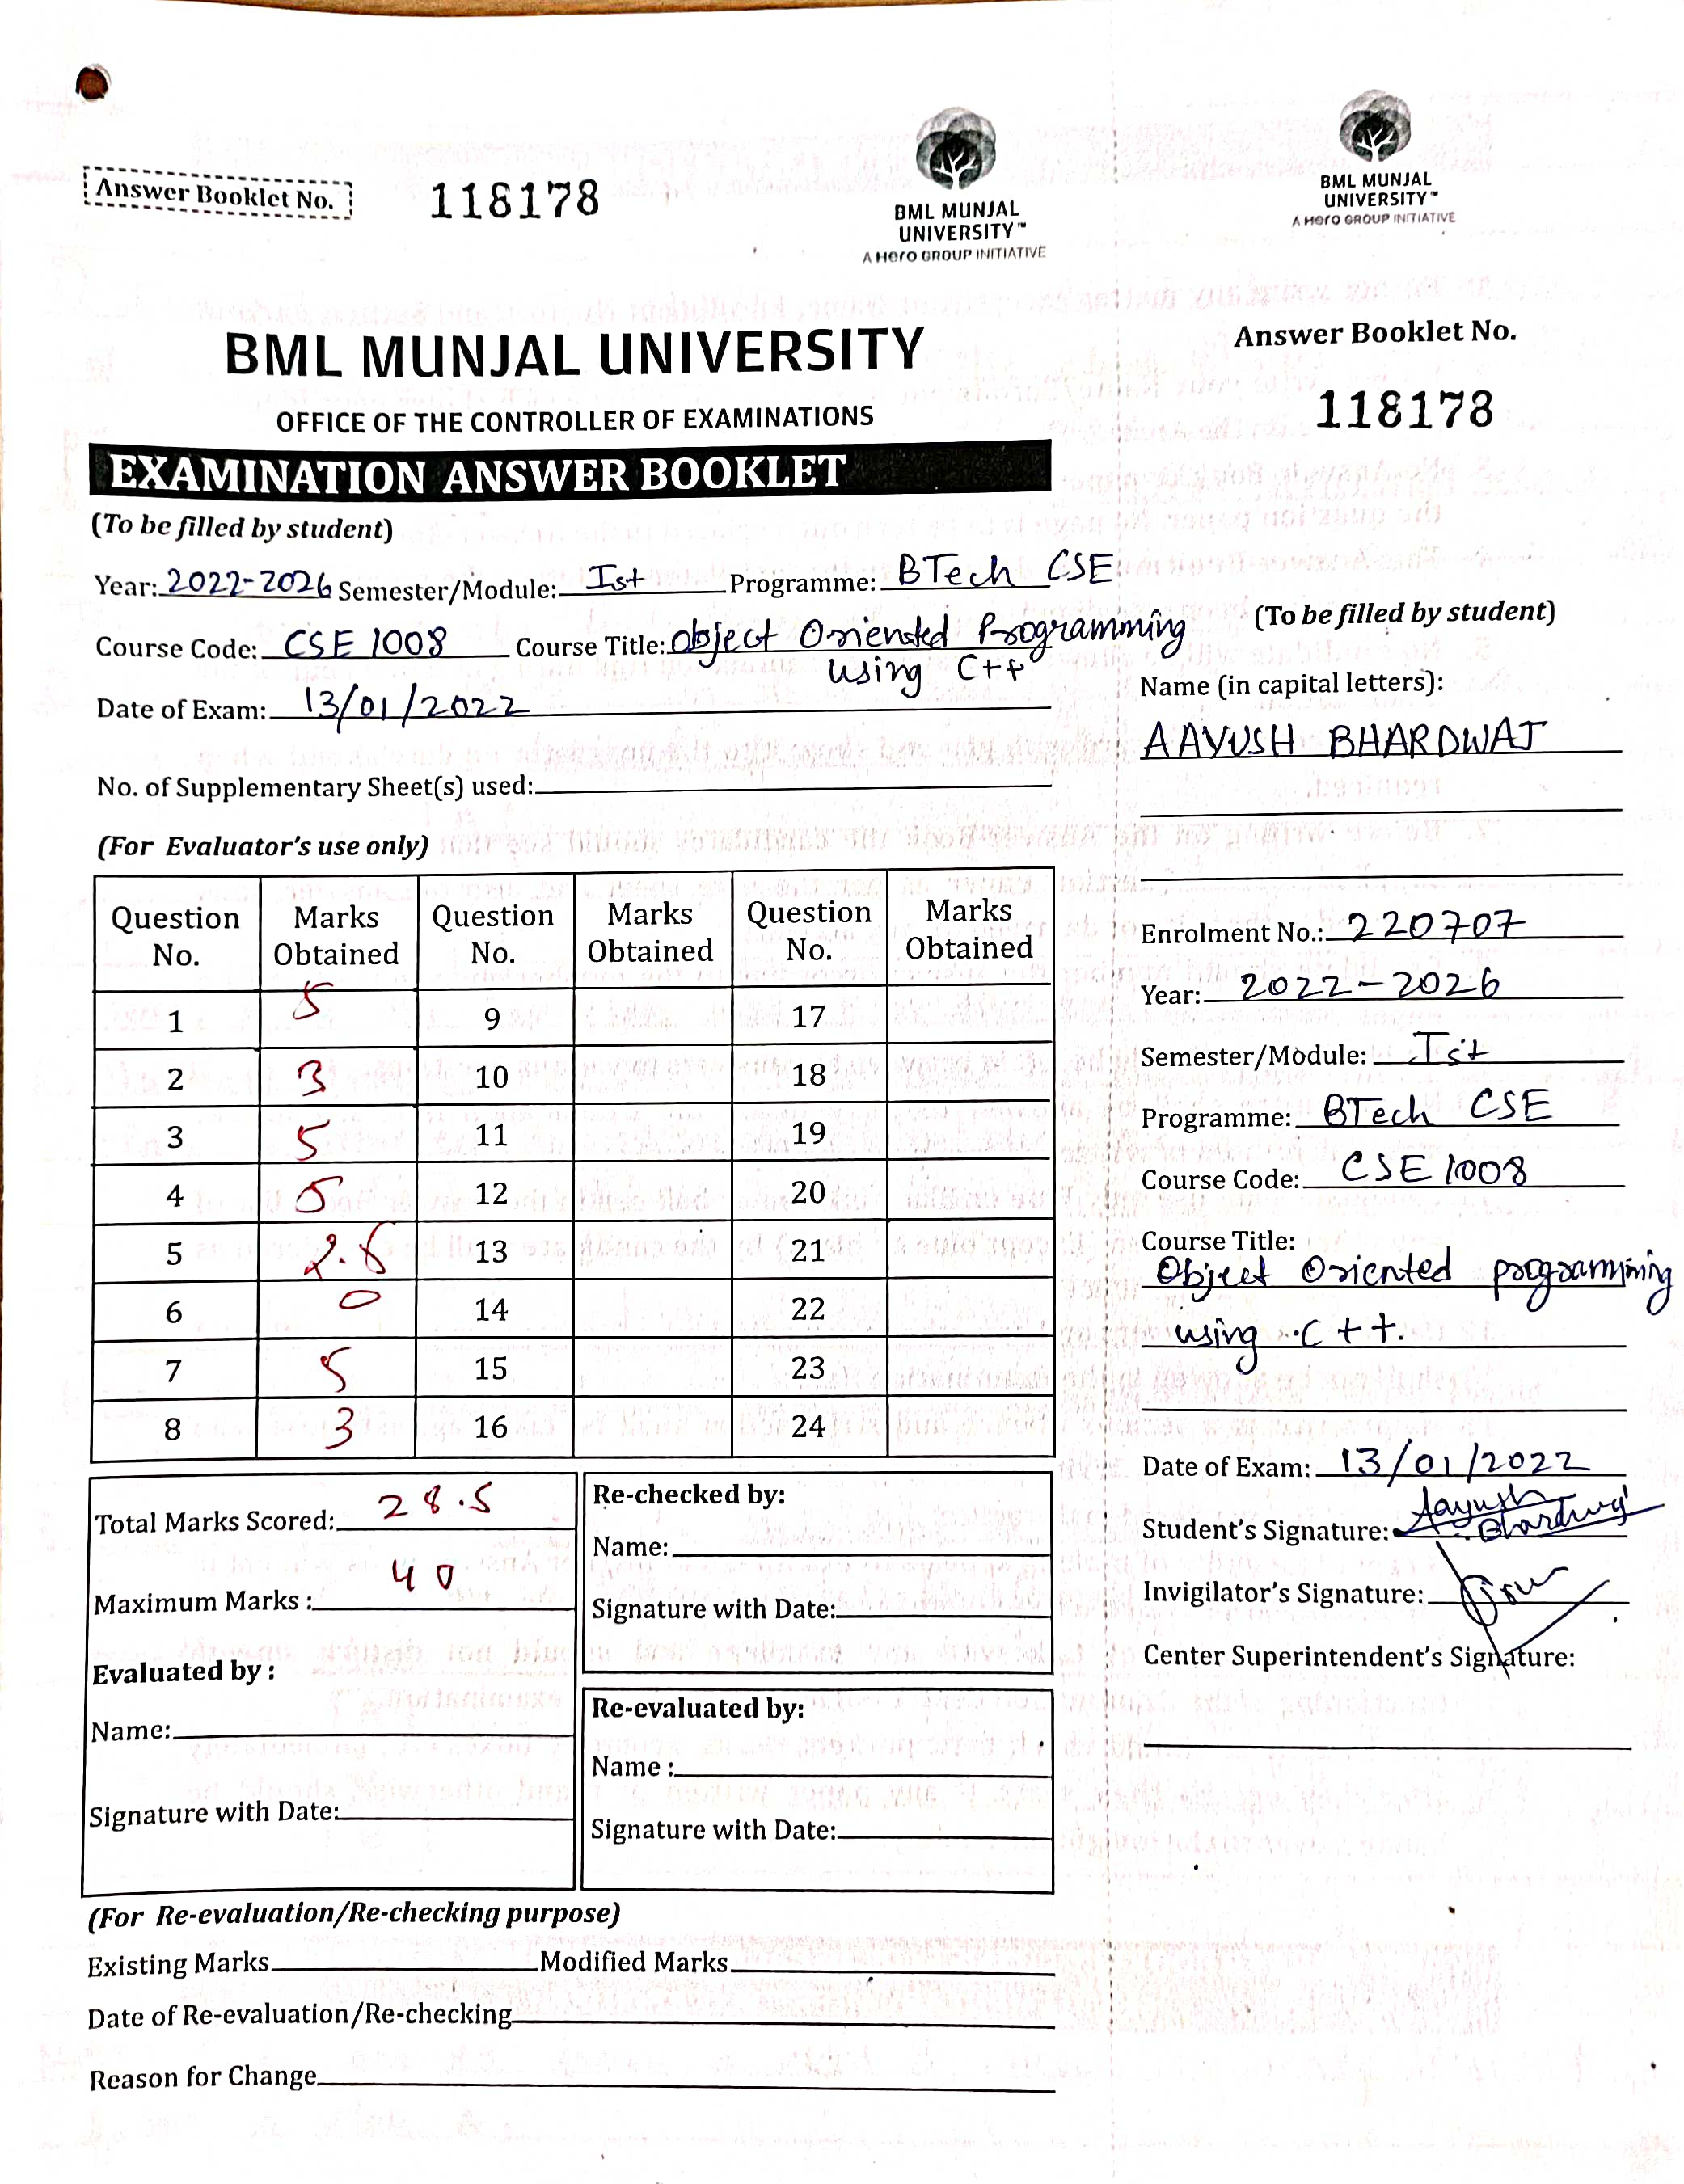 Answer Booklet No. 118178
BML MUNJAL
UNIVERSITY™
A Hero GROUP INITIATIVE
BML MUNJAL UNIVERSITY
OFFICE OF THE CONTROLLER OF EXAMINATIONS
EXAMINATION ANSWER BOOKLET
(To be filled by student)
Year: 2022-2026 Semester/Module: Ist Programme: BTech CSE
Course Code: CSE 1008 Course Title: Object Oriented Programming
using C++
Date of Exam: 13/01/2022
No. of Supplementary Sheet(s) used:
(For Evaluator's use only)
Question No. Marks Obtained Question No. Marks Obtained Question No. Marks Obtained
1 5 9 17
2 3 10 18
3 5 11 19
4 5 12 20
5 2.5 13 21
6 0 14 22
7 5 15 23
8 3 16 24
Total Marks Scored: 28.5
Maximum Marks : 40
Evaluated by :
Name:
Signature with Date:
Re-checked by:
Name:
Signature with Date:
Re-evaluated by:
Name :
Signature with Date:
(For Re-evaluation/Re-checking purpose)
Existing Marks Modified Marks
Date of Re-evaluation/Re-checking
Reason for Change
BML MUNJAL
UNIVERSITY™
A Hero GROUP INITIATIVE
Answer Booklet No.
118178
(To be filled by student)
Name (in capital letters):
AAYUSH BHARDWAJ
Enrolment No.: 220707
Year: 2022-2026
Semester/Module: Ist
Programme: BTech CSE
Course Code: CSE 1008
Course Title:
Object Oriented programming
using C++.
Date of Exam: 13/01/2022
Student's Signature: Aayush
Bhardwaj
Invigilator's Signature:
Center Superintendent's Signature: